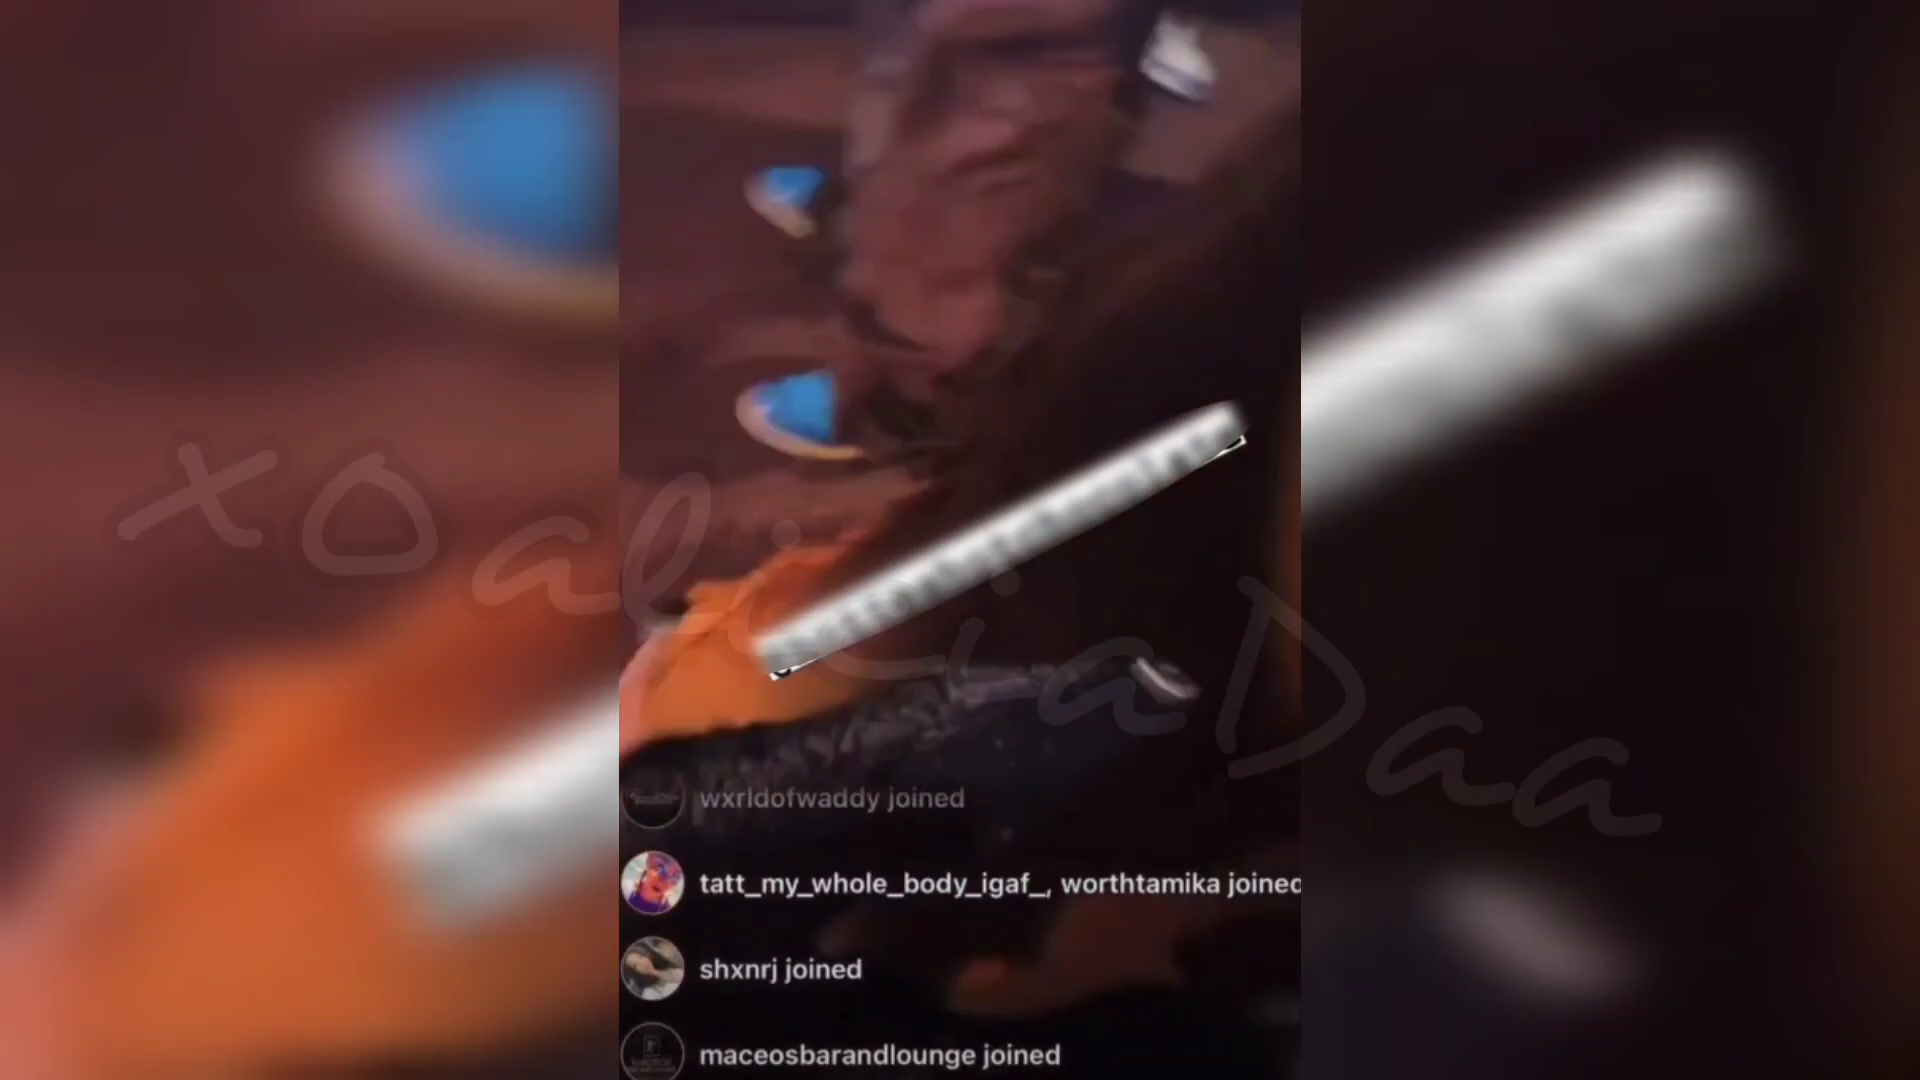 xOaliciaDaa
wxrldofwaddy joined
tatt_my_whole_body_igaf_, worthtamika joined
shxnrj joined
maceosbarandlounge joined